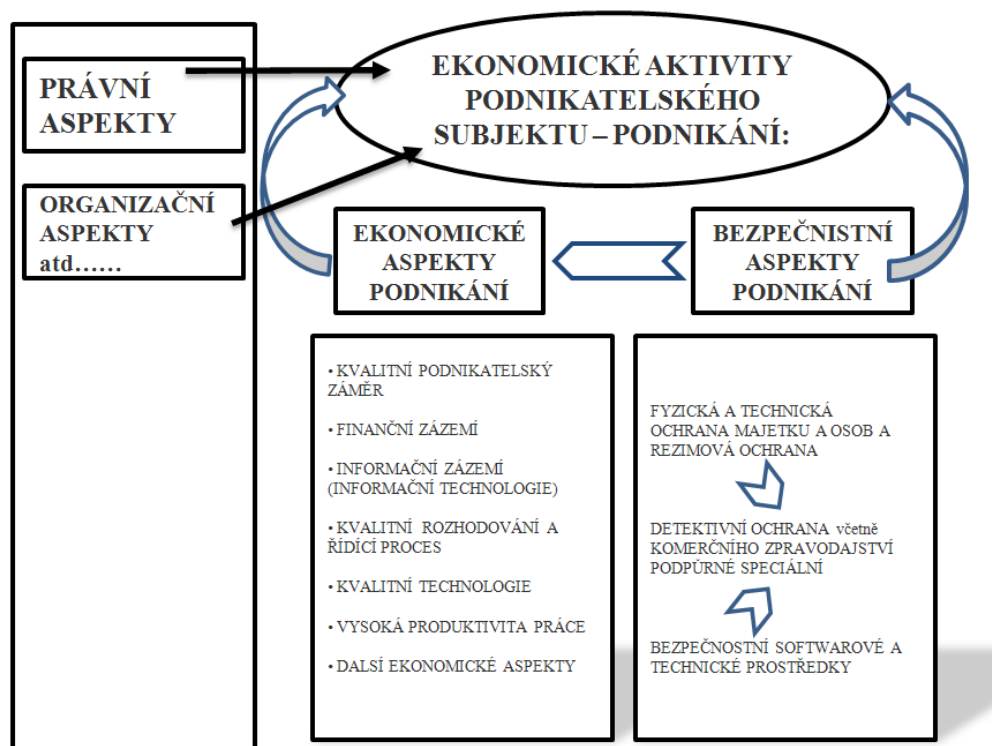 PRÁVNÍ
ASPEKTY
ORGANIZAČNÍ
ASPEKTY
atd……
EKONOMICKÉ AKTIVITY
PODNIKATELSKÉHO
SUBJEKTU – PODNIKÁNÍ:
EKONOMICKÉ
ASPEKTY
PODNIKÁNÍ
BEZPEČNISTNÍ
ASPEKTY
PODNIKÁNÍ
• KVALITNÍ PODNIKATELSKÝ
ZÁMĚR
• FINANČNÍ ZÁZEMÍ
• INFORMAČNÍ ZÁZEMÍ
(INFORMAČNÍ TECHNOLOGIE)
• KVALITNÍ ROZHODOVÁNÍ A
ŘÍDÍCÍ PROCES
• KVALITNÍ TECHNOLOGIE
• VYSOKÁ PRODUKTIVITA PRÁCE
• DALSÍ EKONOMICKÉ ASPEKTY
FYZICKÁ A TECHNICKÁ
OCHRANA MAJETKU A OSOB A
REZIMOVÁ OCHRANA
DETEKTIVNÍ OCHRANA včetně
KOMERČNÍHO ZPRAVODAJSTVÍ
PODPŮRNÉ SPECIÁLNÍ
BEZPEČNOSTNÍ SOFTWAROVÉ A
TECHNICKÉ PROSTŘEDKY